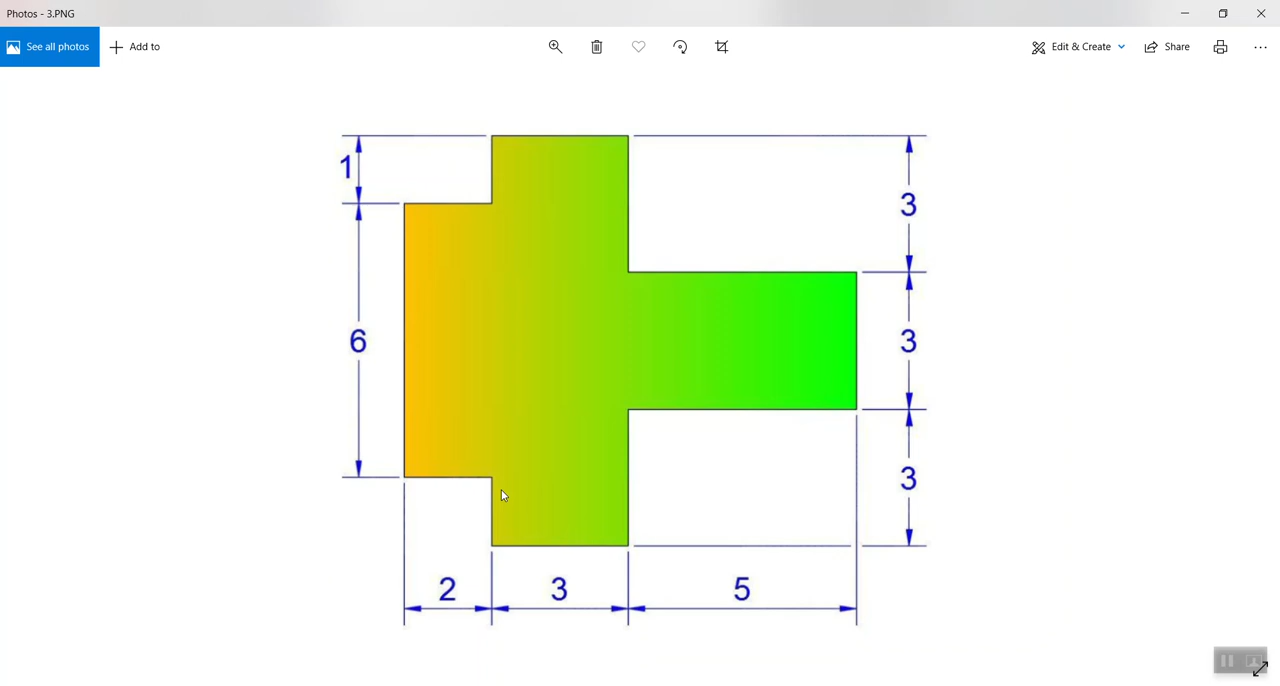 Photos - 3.PNG
See all photos
Add to
Edit & Create
Share
1
3
6
3
3
2 3 5